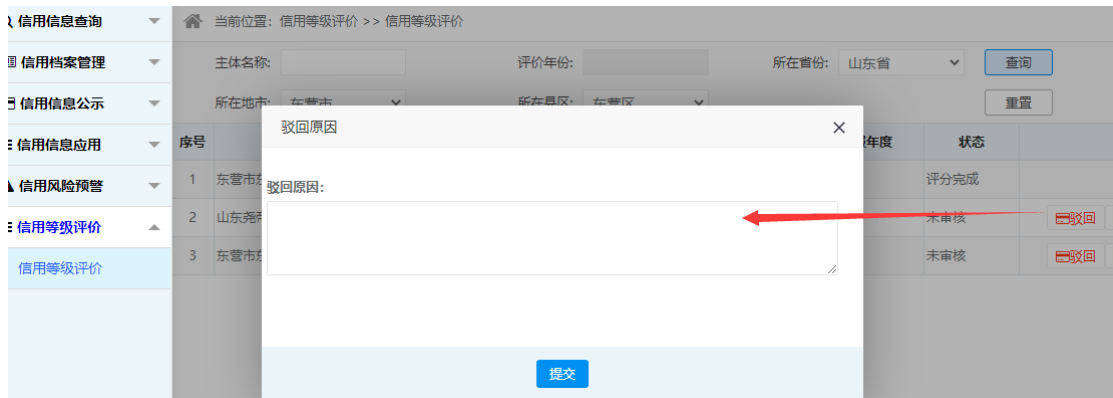 信用信息查询
信用档案管理
信用信息公示
信用信息应用
信用风险预警
信用等级评价
信用等级评价
当前位置: 信用等级评价 >> 信用等级评价
主体名称: 评价年份: 所在省份: 山东省 查询
所在地市: 东营市 所在县区: 东营区 重置
序号 年度 状态
1 东营市 评分完成
2 山东尧 未审核 驳回
3 东营市 未审核 驳回
驳回原因
驳回原因:
提交